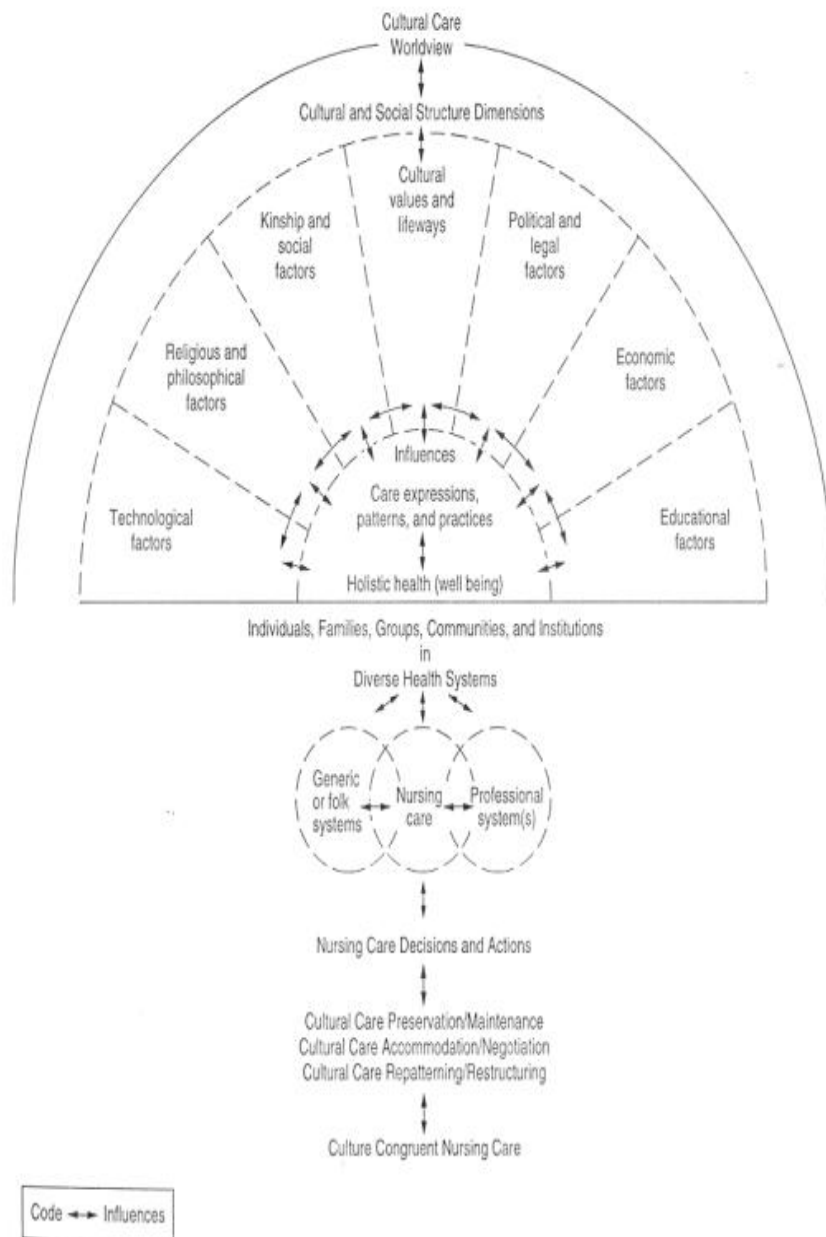 Cultural Care
Worldview
Cultural and Social Structure Dimensions
Cultural
values and
lifeways
Kinship and
social
factors
Political and
legal
factors
Religious and
philosophical
factors
Economic
factors
Technological
factors
Educational
factors
Influences
Care expressions,
patterns, and practices
Holistic health (well being)
Individuals, Families, Groups, Communities, and Institutions
in
Diverse Health Systems
Generic
or folk
systems
Nursing
care
Professional
system(s)
Nursing Care Decisions and Actions
Cultural Care Preservation/Maintenance
Cultural Care Accommodation/Negotiation
Cultural Care Repatterning/Restructuring
Culture Congruent Nursing Care
Code Influences